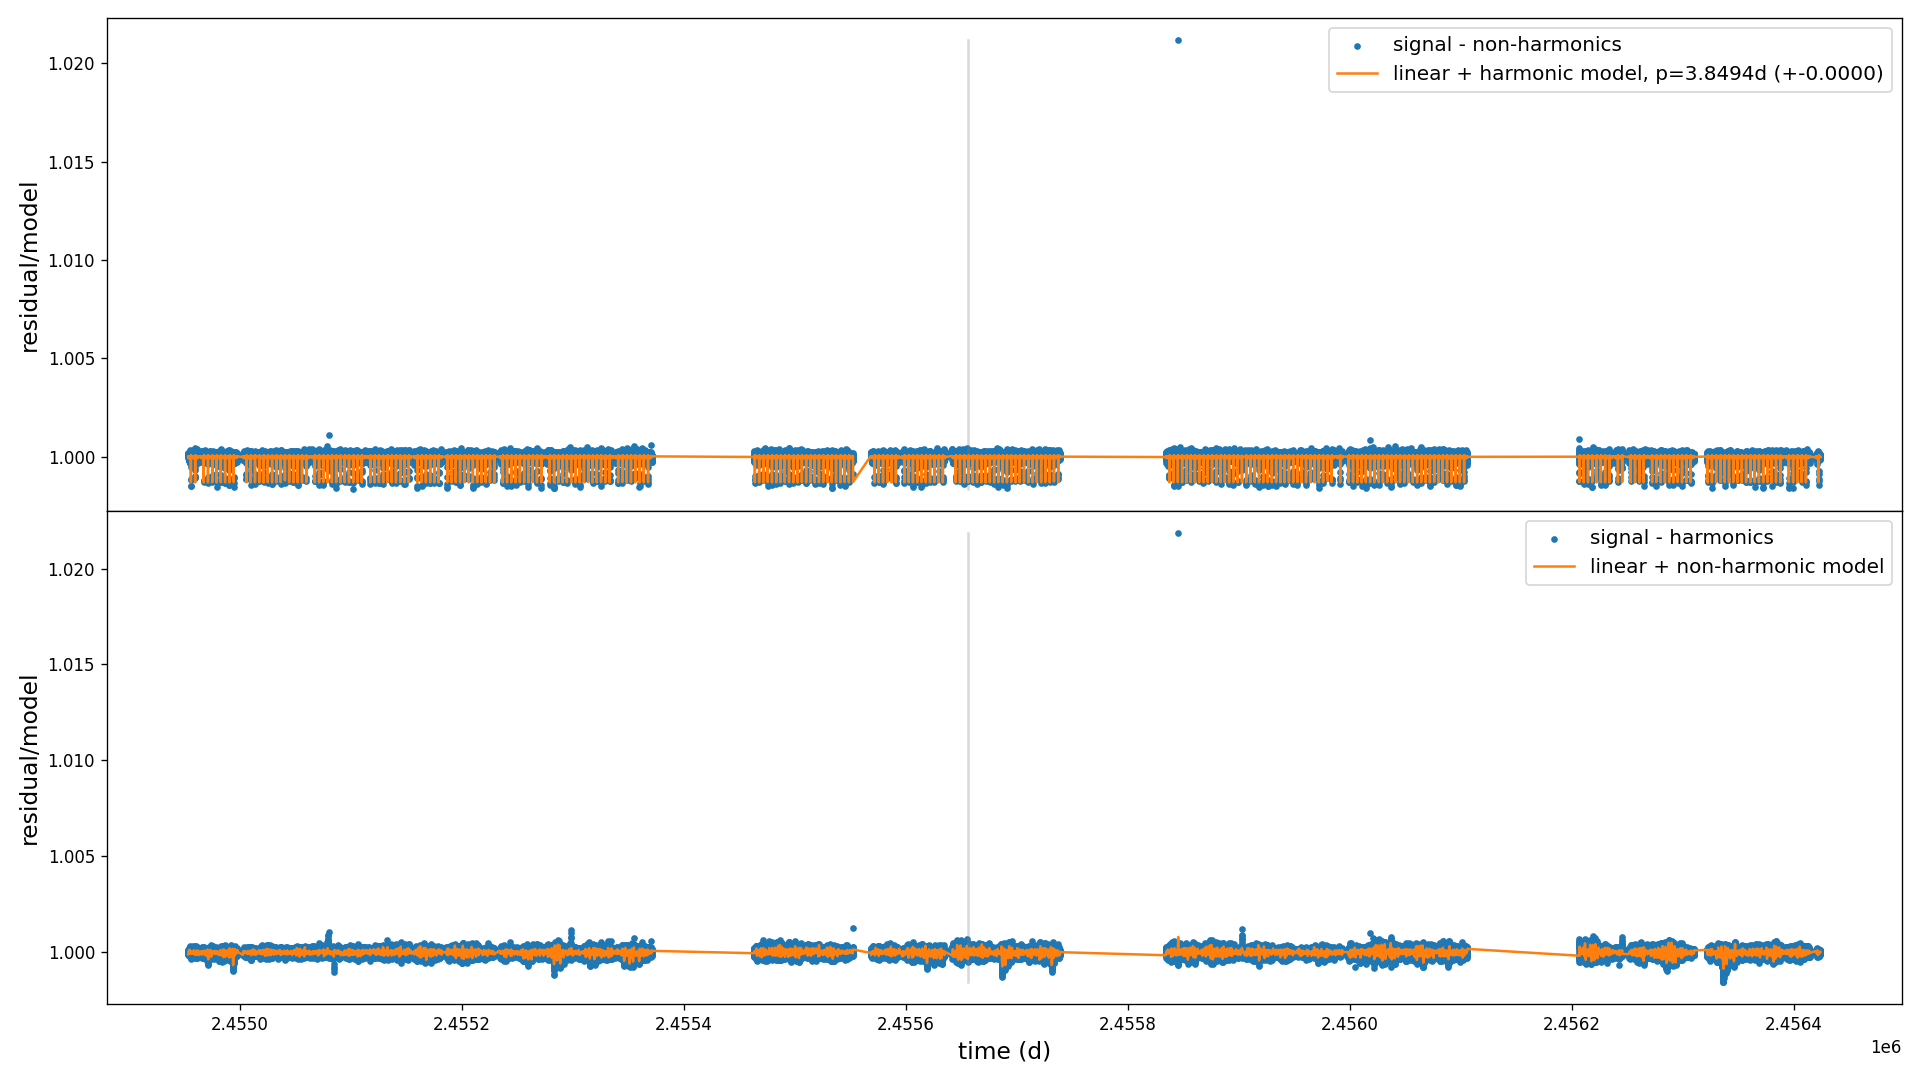 signal - non-harmonics
linear + harmonic model, p=3.8494d (+-0.0000)
1.020
1.015
1.010
1.005
1.000
residual/model
signal - harmonics
linear + non-harmonic model
1.020
1.015
1.010
1.005
1.000
residual/model
2.4550
2.4552
2.4554
2.4556
2.4558
2.4560
2.4562
2.4564
1e6
time (d)